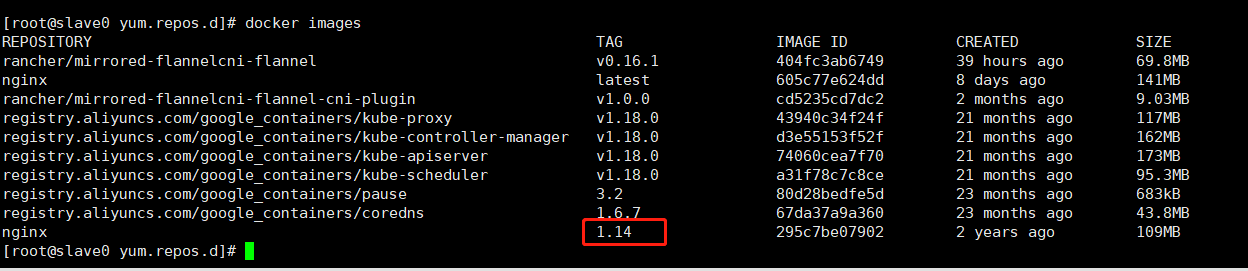 [root@slave0 yum.repos.d]# docker images
REPOSITORY TAG IMAGE ID CREATED SIZE
rancher/mirrored-flannelcni-flannel v0.16.1 404fc3ab6749 39 hours ago 69.8MB
nginx latest 605c77e624dd 8 days ago 141MB
rancher/mirrored-flannelcni-flannel-cni-plugin v1.0.0 cd5235cd7dc2 2 months ago 9.03MB
registry.aliyuncs.com/google_containers/kube-proxy v1.18.0 43940c34f24f 21 months ago 117MB
registry.aliyuncs.com/google_containers/kube-controller-manager v1.18.0 d3e55153f52f 21 months ago 162MB
registry.aliyuncs.com/google_containers/kube-apiserver v1.18.0 74060cea7f70 21 months ago 173MB
registry.aliyuncs.com/google_containers/kube-scheduler v1.18.0 a31f78c7c8ce 21 months ago 95.3MB
registry.aliyuncs.com/google_containers/pause 3.2 80d28bedfe5d 23 months ago 683kB
registry.aliyuncs.com/google_containers/coredns 1.6.7 67da37a9a360 23 months ago 43.8MB
nginx 1.14 295c7be07902 2 years ago 109MB
[root@slave0 yum.repos.d]#